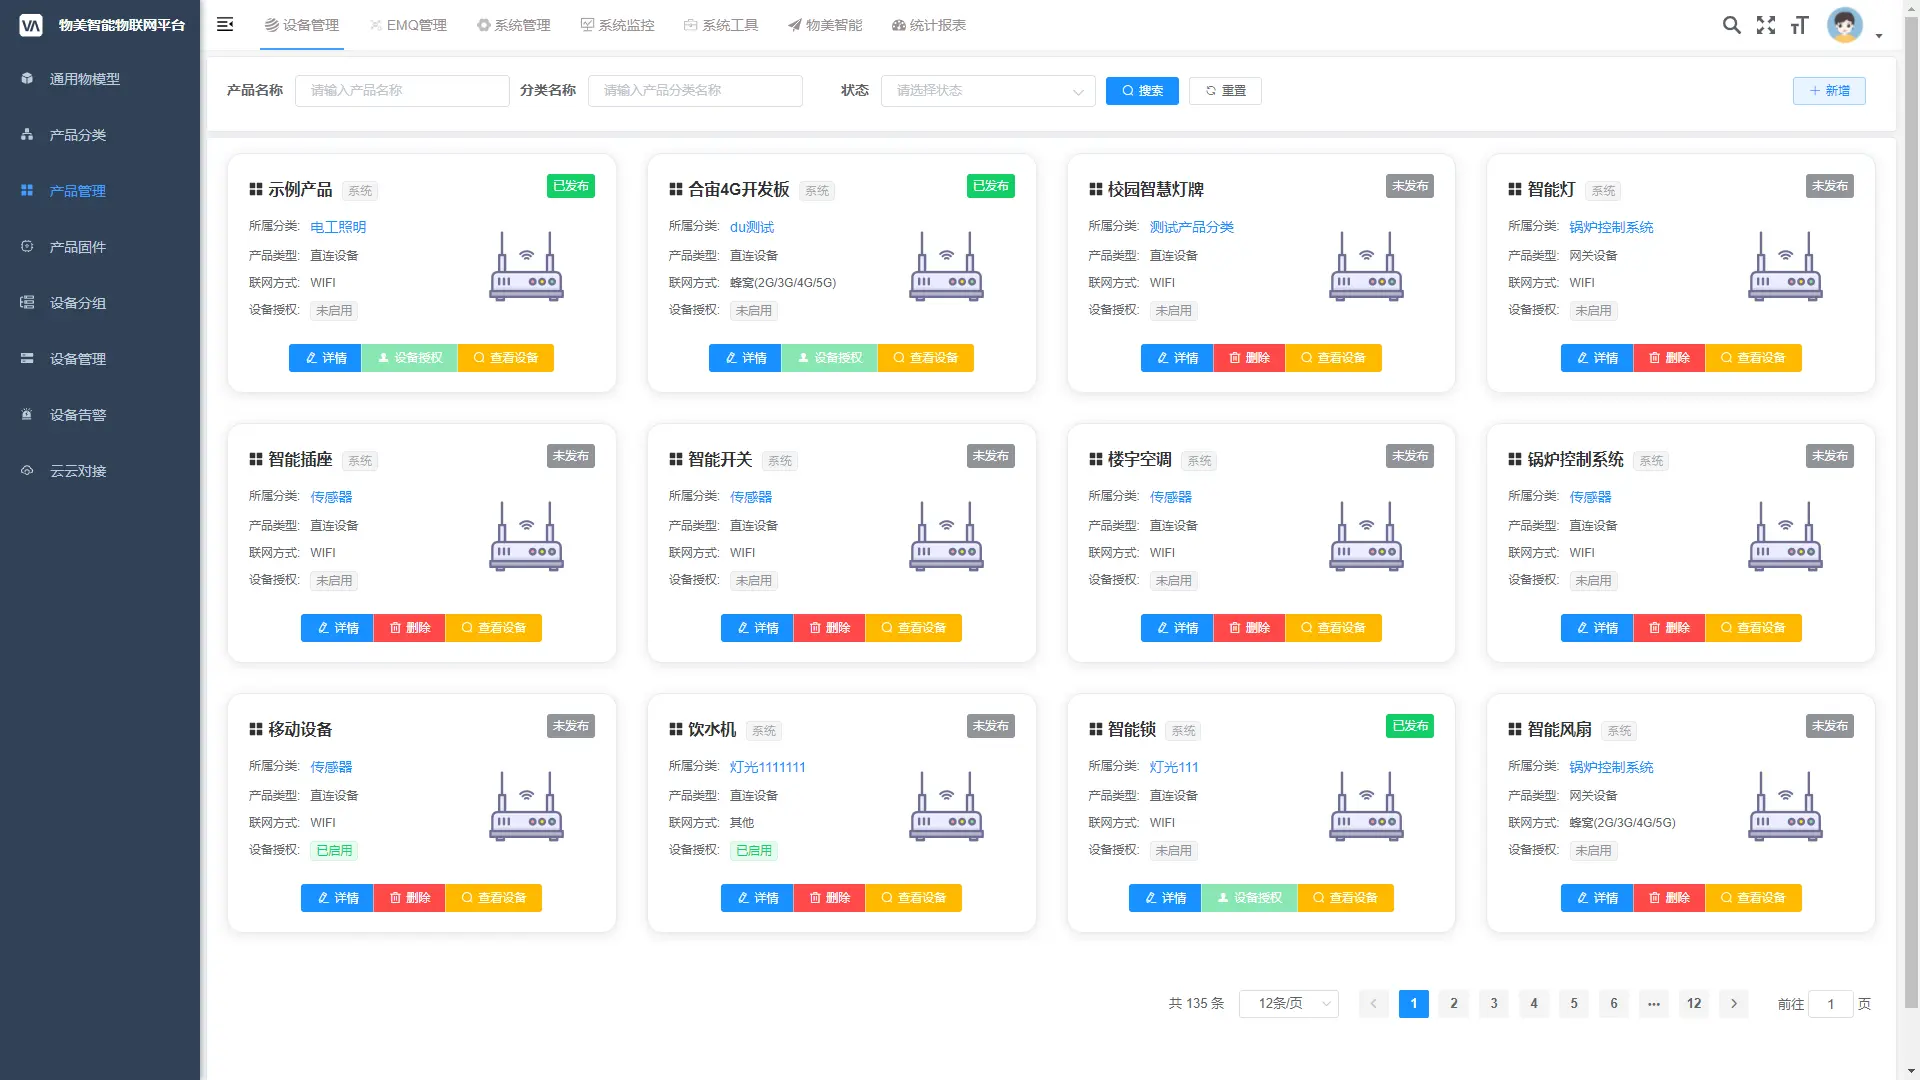 物美智能物联网平台
设备管理 EMQ管理 系统管理 系统监控 系统工具 物美智能 统计报表
通用物模型
产品分类
产品管理
产品固件
设备分组
设备管理
设备告警
云云对接
产品名称 请输入产品名称 分类名称 请输入产品分类名称 状态 请选择状态 搜索 重置 新增
示例产品 系统 已发布
所属分类: 电工照明
产品类型: 直连设备
联网方式: WIFI
设备授权: 未启用
详情 设备授权 查看设备
合宙4G开发板 系统 已发布
所属分类: du测试
产品类型: 直连设备
联网方式: 蜂窝(2G/3G/4G/5G)
设备授权: 未启用
详情 设备授权 查看设备
校园智慧灯牌 未发布
所属分类: 测试产品分类
产品类型: 直连设备
联网方式: WIFI
设备授权: 未启用
详情 删除 查看设备
智能灯 系统 未发布
所属分类: 锅炉控制系统
产品类型: 网关设备
联网方式: WIFI
设备授权: 未启用
详情 删除 查看设备
智能插座 系统 未发布
所属分类: 传感器
产品类型: 直连设备
联网方式: WIFI
设备授权: 未启用
详情 删除 查看设备
智能开关 系统 未发布
所属分类: 传感器
产品类型: 直连设备
联网方式: WIFI
设备授权: 未启用
详情 删除 查看设备
楼宇空调 系统 未发布
所属分类: 传感器
产品类型: 直连设备
联网方式: WIFI
设备授权: 未启用
详情 删除 查看设备
锅炉控制系统 系统 未发布
所属分类: 传感器
产品类型: 直连设备
联网方式: WIFI
设备授权: 未启用
详情 删除 查看设备
移动设备 未发布
所属分类: 传感器
产品类型: 直连设备
联网方式: WIFI
设备授权: 已启用
详情 删除 查看设备
饮水机 系统 未发布
所属分类: 灯光1111111
产品类型: 直连设备
联网方式: 其他
设备授权: 已启用
详情 删除 查看设备
智能锁 系统 已发布
所属分类: 灯光111
产品类型: 直连设备
联网方式: WIFI
设备授权: 未启用
详情 设备授权 查看设备
智能风扇 系统 未发布
所属分类: 锅炉控制系统
产品类型: 网关设备
联网方式: 蜂窝(2G/3G/4G/5G)
设备授权: 未启用
详情 删除 查看设备
共 135 条 12条/页 1 2 3 4 5 6 ••• 12 前往 1 页